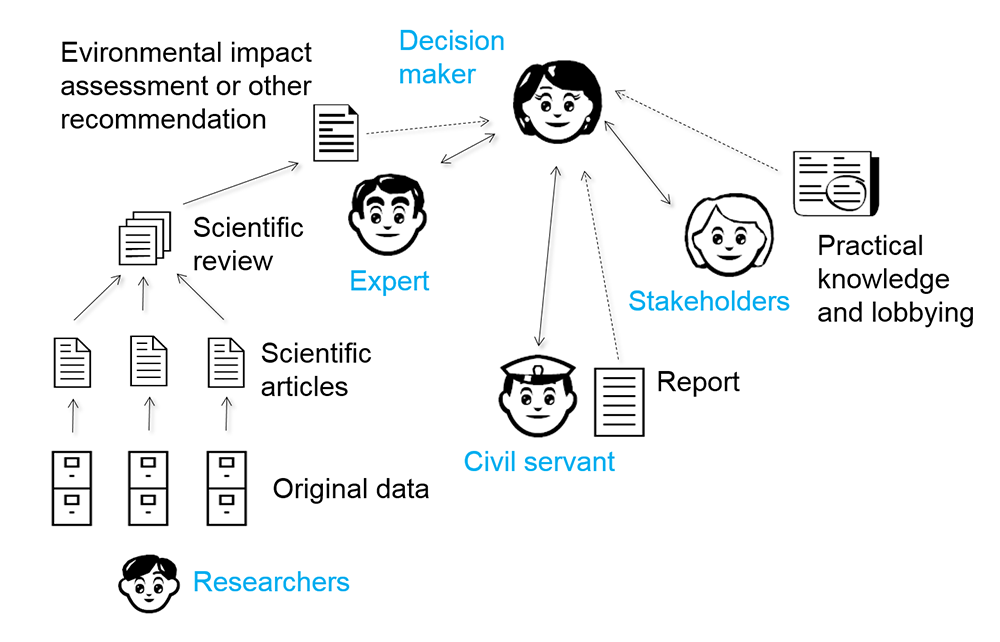 Evironmental impact
assessment or other
recommendation
Decision
maker
Scientific
review
Expert
Stakeholders
Practical
knowledge
and lobbying
Scientific
articles
Report
Civil servant
Original data
Researchers